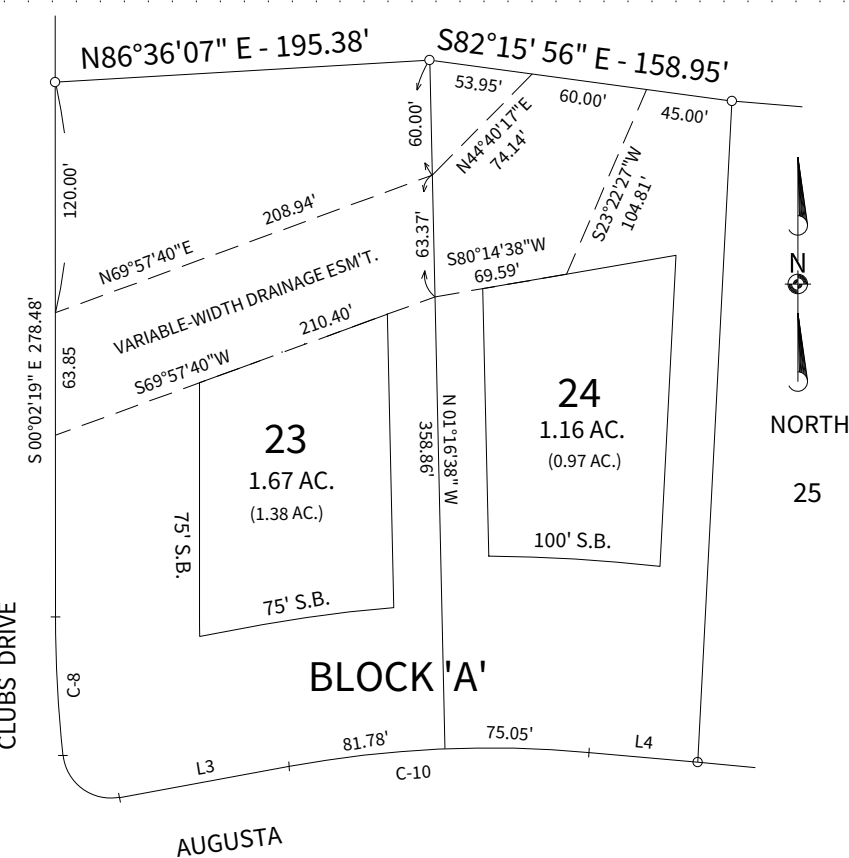 N86°36'07" E - 195.38'
S82°15' 56" E - 158.95'
53.95'
60.00'
45.00'
60.00'
N44°40'17"E
74.14'
120.00'
S23°22'27"W
104.81'
208.94'
N69°57'40"E
63.37'
S80°14'38"W
69.59'
VARIABLE-WIDTH DRAINAGE ESM'T.
210.40'
S69°57'40"W
S 00°02'19" E 278.48'
63.85
N
NORTH
25
23
1.67 AC.
(1.38 AC.)
24
1.16 AC.
(0.97 AC.)
N 01°16'38" W
358.86'
75' S.B.
75' S.B.
100' S.B.
CLUBS DRIVE
C-8
BLOCK 'A'
L3
81.78'
75.05'
L4
C-10
AUGUSTA